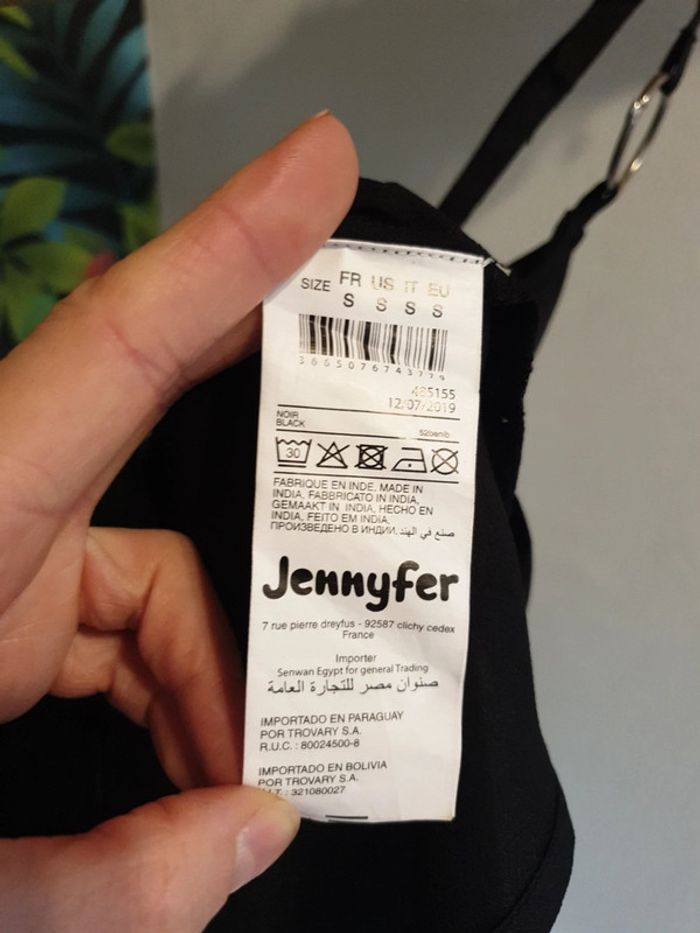 SIZE FR US IT EU
S S S S
3665076743779
485155
12/07/2019
NOIR
BLACK
52benib
30
FABRIQUE EN INDE, MADE IN
INDIA, FABBRICATO IN INDIA,
GEMAAKT IN INDIA, HECHO EN
INDIA, FEITO EM INDIA.
ПРОИЗВЕДЕНО В ИНДИИ. صنع في الهند
Jennyfer
7 rue pierre dreyfus - 92587 clichy cedex
France
Importer
Senwan Egypt for general Trading
صنوان مصر للتجارة العامة
IMPORTADO EN PARAGUAY
POR TROVARY S.A.
R.U.C. : 80024500-8
IMPORTADO EN BOLIVIA
POR TROVARY S.A.
: 321080027